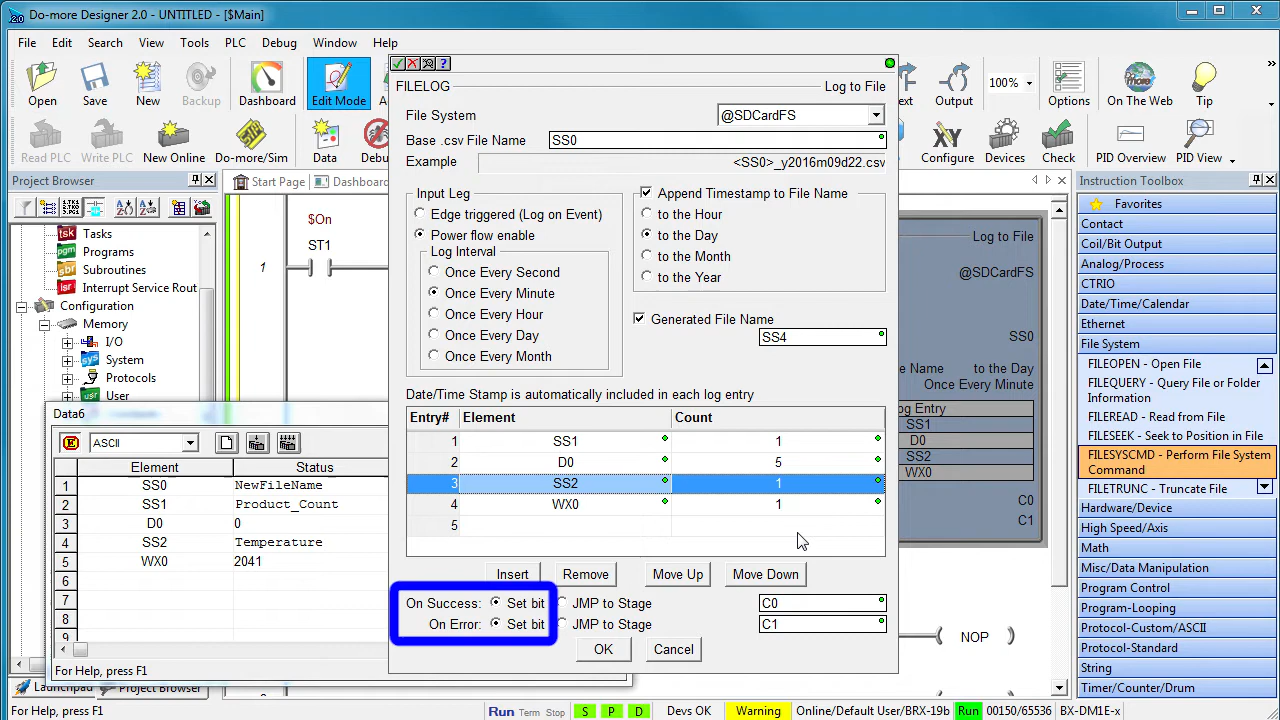 Do-more Designer 2.0 - UNTITLED - [$Main]
File Edit Search View Tools PLC Debug Window Help
Open Save New Backup Dashboard Edit Mode Output 100% Options On The Web Tip
Read PLC Write PLC New Online Do-more/Sim Data Debu XY Configure Devices Check PID Overview PID View
Project Browser
Start Page Dashboard
Tasks
Programs
Subroutines
Interrupt Service Rout
Configuration
Memory
I/O
System
Protocols
User
$On
ST1
1
FILELOG Log to File
File System @SDCardFS
Base .csv File Name SS0
Example <SS0>_y2016m09d22.csv
Input Leg
Edge triggered (Log on Event)
Power flow enable
Log Interval
Once Every Second
Once Every Minute
Once Every Hour
Once Every Day
Once Every Month
Append Timestamp to File Name
to the Hour
to the Day
to the Month
to the Year
Generated File Name
SS4
Date/Time Stamp is automatically included in each log entry
Entry# Element Count
1 SS1 1
2 D0 5
3 SS2 1
4 WX0 1
5
Insert Remove Move Up Move Down
On Success: Set bit JMP to Stage C0
On Error: Set bit JMP to Stage C1
OK Cancel
Data6
ASCII
Element Status
1 SS0 NewFileName
2 SS1 Product_Count
3 D0 0
4 SS2 Temperature
5 WX0 2041
6
7
8
9
For Help, press F1
Launchpad Project Browser
Log to File
@SDCardFS
SS0
e Name to the Day
Once Every Minute
og Entry
SS1
D0
SS2
WX0
C0
C1
NOP
Instruction Toolbox
Favorites
Contact
Coil/Bit Output
Analog/Process
CTRIO
Date/Time/Calendar
Ethernet
File System
FILEOPEN - Open File
FILEQUERY - Query File or Folder
Information
FILEREAD - Read from File
FILESEEK - Seek to Position in File
FILESYSCMD - Perform File System
Command
FILETRUNC - Truncate File
Hardware/Device
High Speed/Axis
Math
Misc/Data Manipulation
Program Control
Program-Looping
Protocol-Custom/ASCII
Protocol-Standard
String
Timer/Counter/Drum
For Help, press F1 Run Term Stop S P D Devs OK Warning Online/Default User/BRX-19b Run 00150/65536 BX-DM1E-x